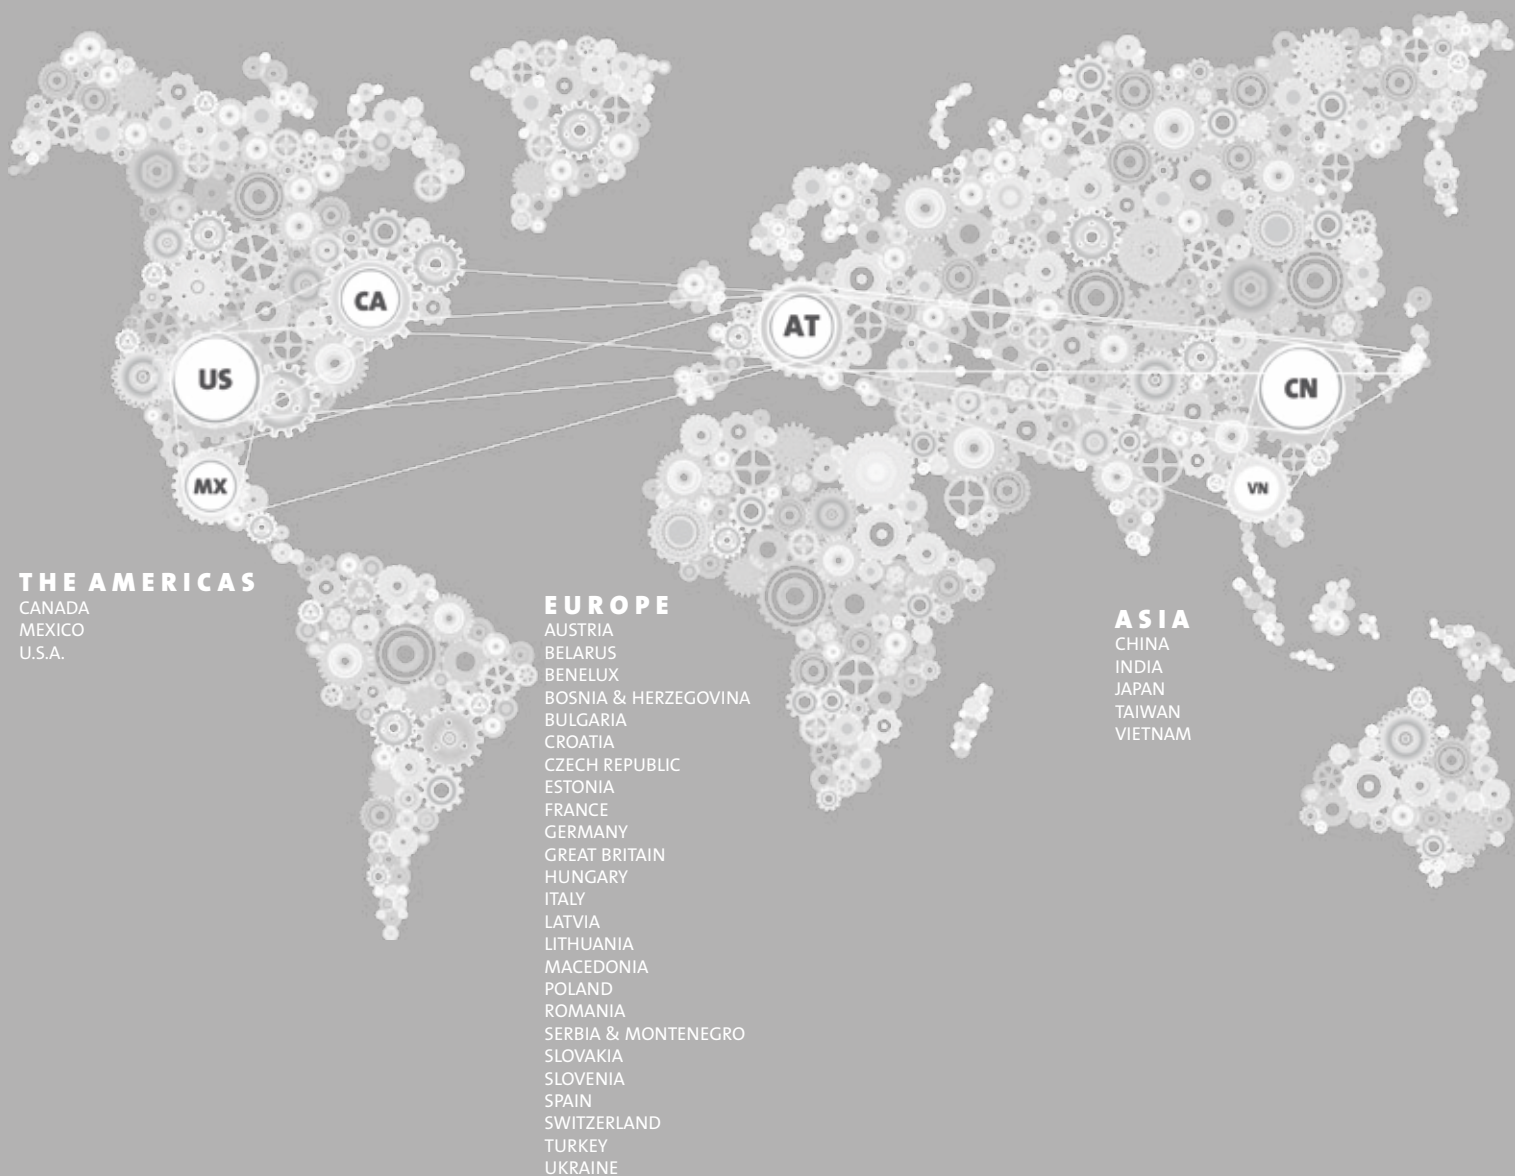 CA
AT
US
CN
MX
VN
THE AMERICAS
CANADA
MEXICO
U.S.A.
EUROPE
AUSTRIA
BELARUS
BENELUX
BOSNIA & HERZEGOVINA
BULGARIA
CROATIA
CZECH REPUBLIC
ESTONIA
FRANCE
GERMANY
GREAT BRITAIN
HUNGARY
ITALY
LATVIA
LITHUANIA
MACEDONIA
POLAND
ROMANIA
SERBIA & MONTENEGRO
SLOVAKIA
SLOVENIA
SPAIN
SWITZERLAND
TURKEY
UKRAINE
ASIA
CHINA
INDIA
JAPAN
TAIWAN
VIETNAM